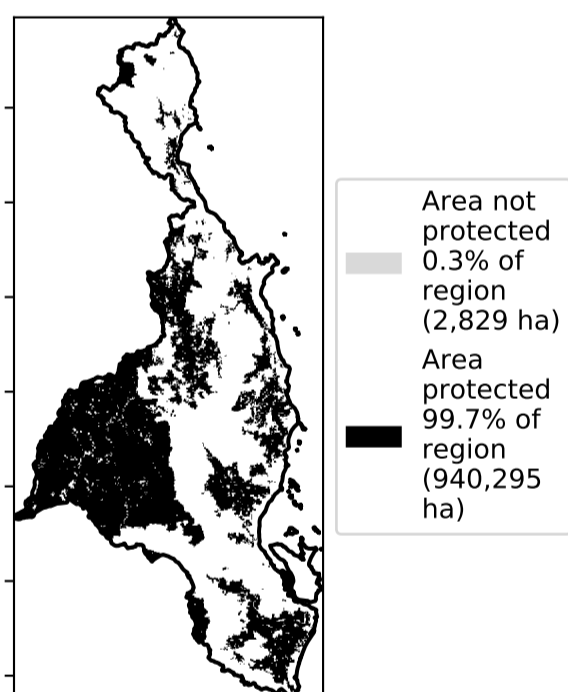 Area not
protected
0.3% of
region
(2,829 ha)
Area
protected
99.7% of
region
(940,295
ha)